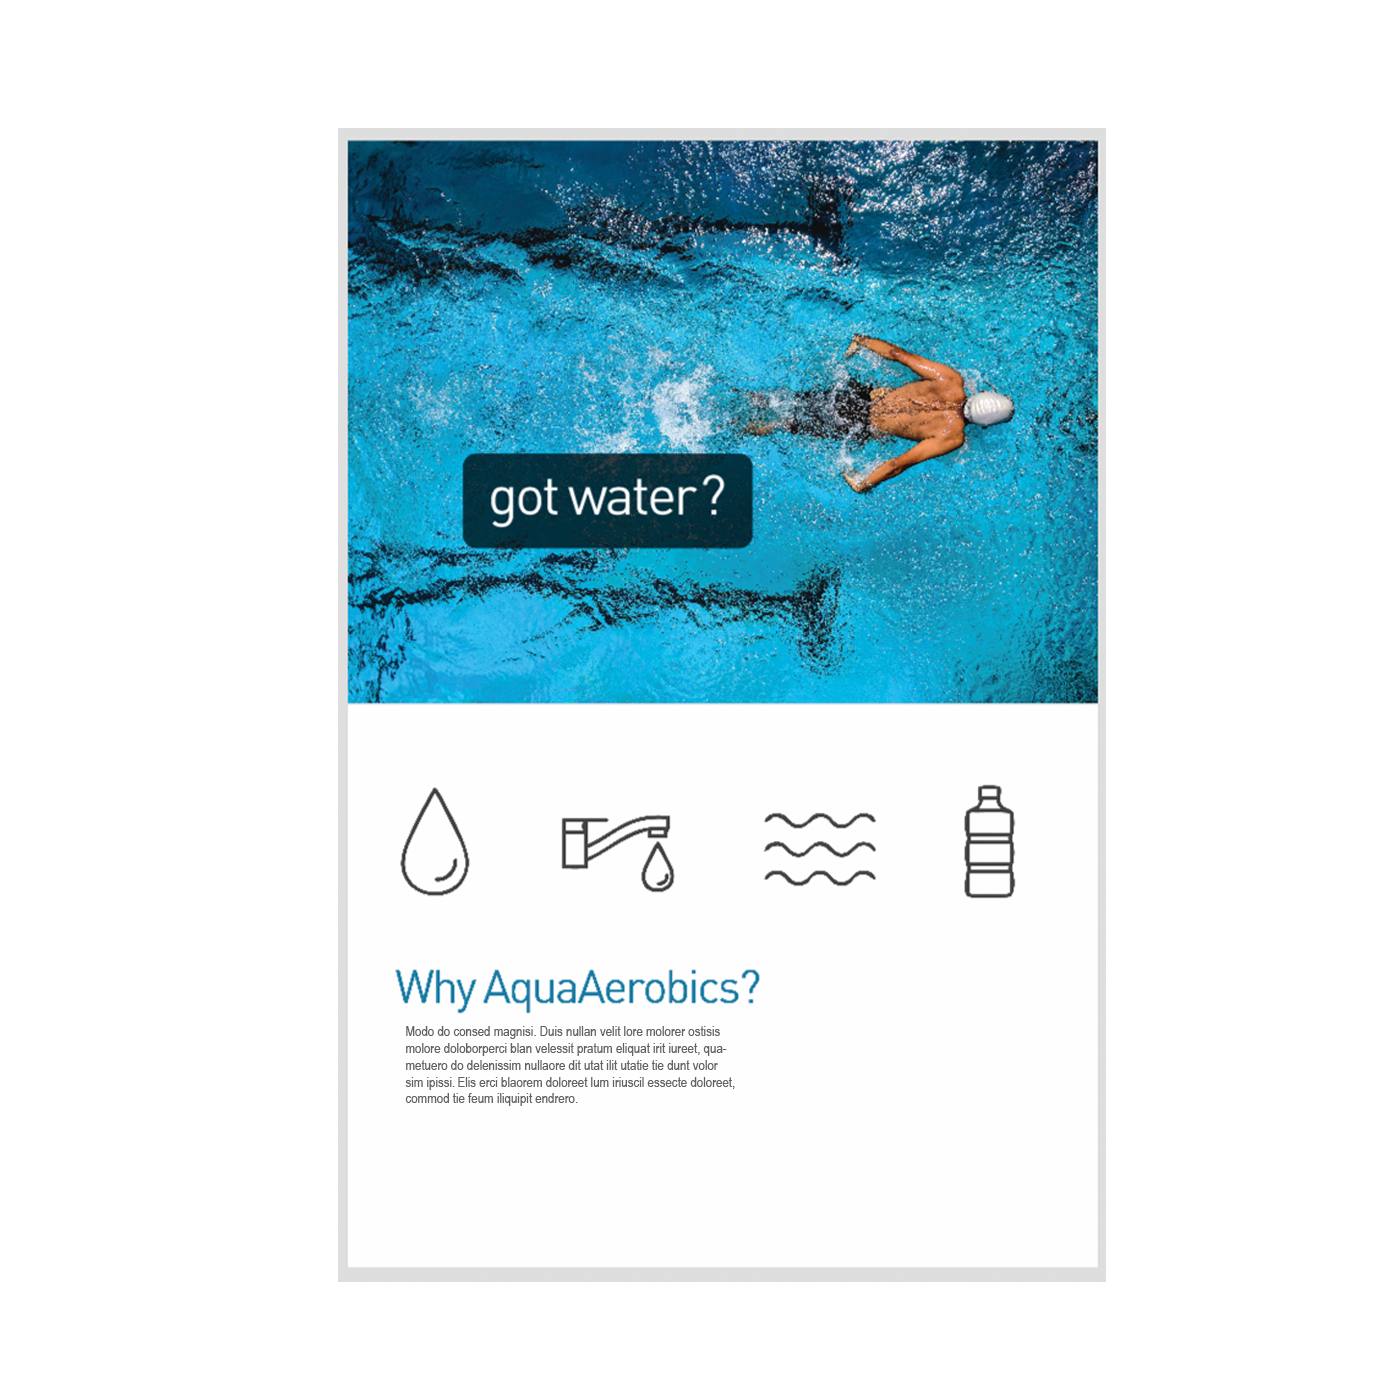 got water?
Why AquaAerobics?
Modo do consed magnisi. Duis nullan velit lore molorer ostisis
molore doloborperci blan velessit pratum eliquat irit iureet, qua-
metuero do delenissim nullaore dit utat ilit utatie tie dunt volor
sim ipissi. Elis erci blaorem doloreet lum iriuscil essecte doloreet,
commod tie feum iliquipit endrero.